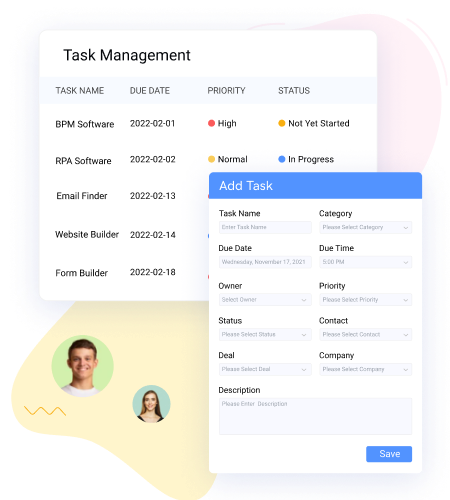 Task Management
TASK NAME DUE DATE PRIORITY STATUS
BPM Software 2022-02-01 High Not Yet Started
RPA Software 2022-02-02 Normal In Progress
Email Finder 2022-02-13
Website Builder 2022-02-14
Form Builder 2022-02-18
Add Task
Task Name Category
Enter Task Name Please Select Category
Due Date Due Time
Wednesday, November 17, 2021 5:00 PM
Owner Priority
Select Owner Please Select Priority
Status Contact
Please Select Status Please Select Contact
Deal Company
Please Select Deal Please Select Company
Description
Please Enter Description
Save